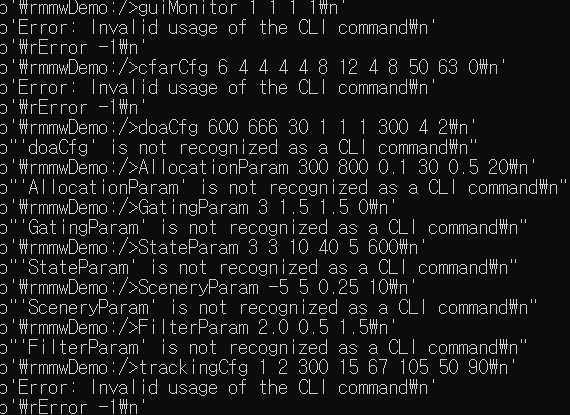 b'₩rmmwDemo:/>guiMonitor 1 1 1 1₩n'
b'Error: Invalid usage of the CLI command₩n'
b'₩rError -1₩n'
b'₩rmmwDemo:/>cfarCfg 6 4 4 4 4 8 12 4 8 50 63 0₩n'
b'Error: Invalid usage of the CLI command₩n'
b'₩rError -1₩n'
b'₩rmmwDemo:/>doaCfg 600 666 30 1 1 1 300 4 2₩n'
b"'doaCfg' is not recognized as a CLI command₩n"
b'₩rmmwDemo:/>AllocationParam 300 800 0.1 30 0.5 20₩n'
b"'AllocationParam' is not recognized as a CLI command₩n"
b'₩rmmwDemo:/>GatingParam 3 1.5 1.5 0₩n'
b"'GatingParam' is not recognized as a CLI command₩n"
b'₩rmmwDemo:/>StateParam 3 3 10 40 5 600₩n'
b"'StateParam' is not recognized as a CLI command₩n"
b'₩rmmwDemo:/>SceneryParam -5 5 0.25 10₩n'
b"'SceneryParam' is not recognized as a CLI command₩n"
b'₩rmmwDemo:/>FilterParam 2.0 0.5 1.5₩n'
b"'FilterParam' is not recognized as a CLI command₩n"
b'₩rmmwDemo:/>trackingCfg 1 2 300 15 67 105 50 90₩n'
b'Error: Invalid usage of the CLI command₩n'
b'₩rError -1₩n'